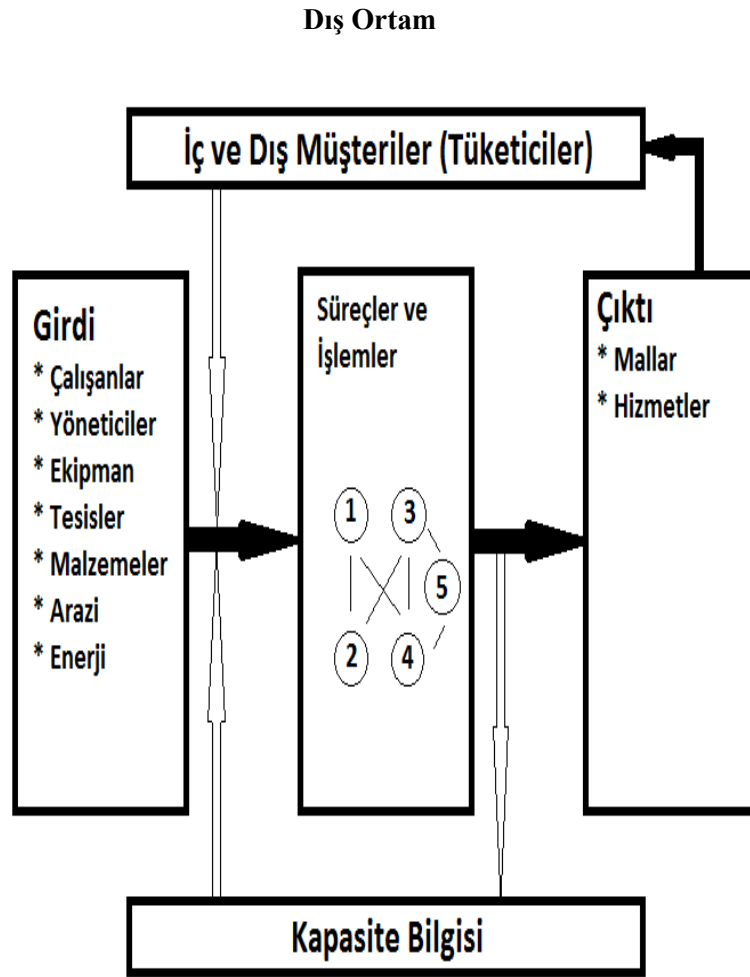 Dış Ortam
İç ve Dış Müşteriler (Tüketiciler)
Girdi
* Çalışanlar
* Yöneticiler
* Ekipman
* Tesisler
* Malzemeler
* Arazi
* Enerji
Süreçler ve
İşlemler
1
3
5
2
4
Çıktı
* Mallar
* Hizmetler
Kapasite Bilgisi